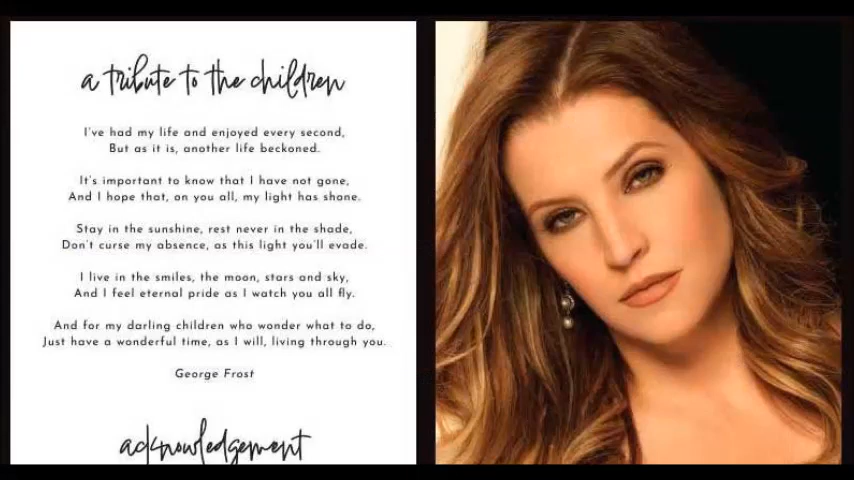 a tribute to the children
I've had my life and enjoyed every second,
But as it is, another life beckoned.
It's important to know that I have not gone,
And I hope that, on you all, my light has shone.
Stay in the sunshine, rest never in the shade,
Don't curse my absence, as this light you'll evade.
I live in the smiles, the moon, stars and sky,
And I feel eternal pride as I watch you all fly.
And for my darling children who wonder what to do,
Just have a wonderful time, as I will, living through you.
George Frost
acknowledgement